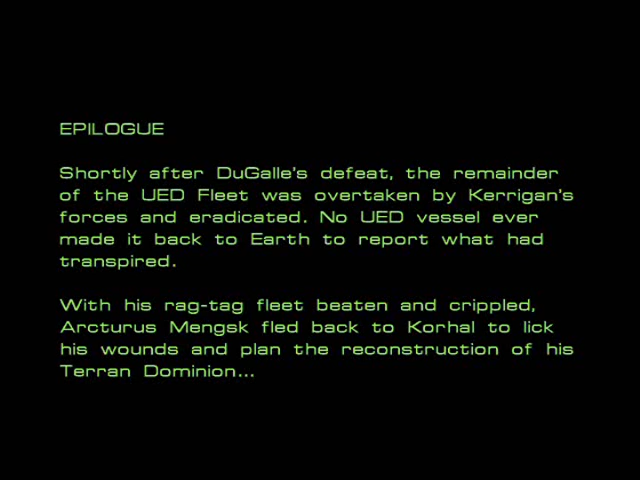 EPILOGUE
Shortly after DuGalle's defeat, the remainder
of the UED Fleet was overtaken by Kerrigan's
forces and eradicated. No UED vessel ever
made it back to Earth to report what had
transpired.
With his rag-tag fleet beaten and crippled,
Arcturus Mengsk fled back to Korhal to lick
his wounds and plan the reconstruction of his
Terran Dominion...